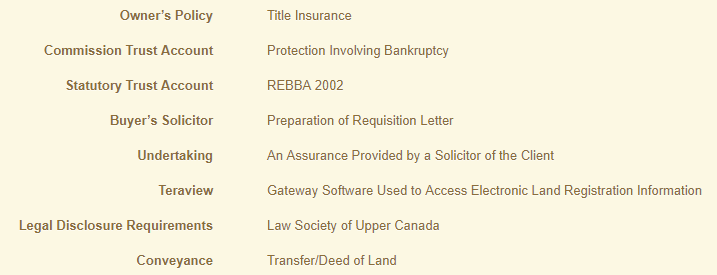 Owner's Policy Title Insurance
Commission Trust Account Protection Involving Bankruptcy
Statutory Trust Account REBBA 2002
Buyer's Solicitor Preparation of Requisition Letter
Undertaking An Assurance Provided by a Solicitor of the Client
Teraview Gateway Software Used to Access Electronic Land Registration Information
Legal Disclosure Requirements Law Society of Upper Canada
Conveyance Transfer/Deed of Land